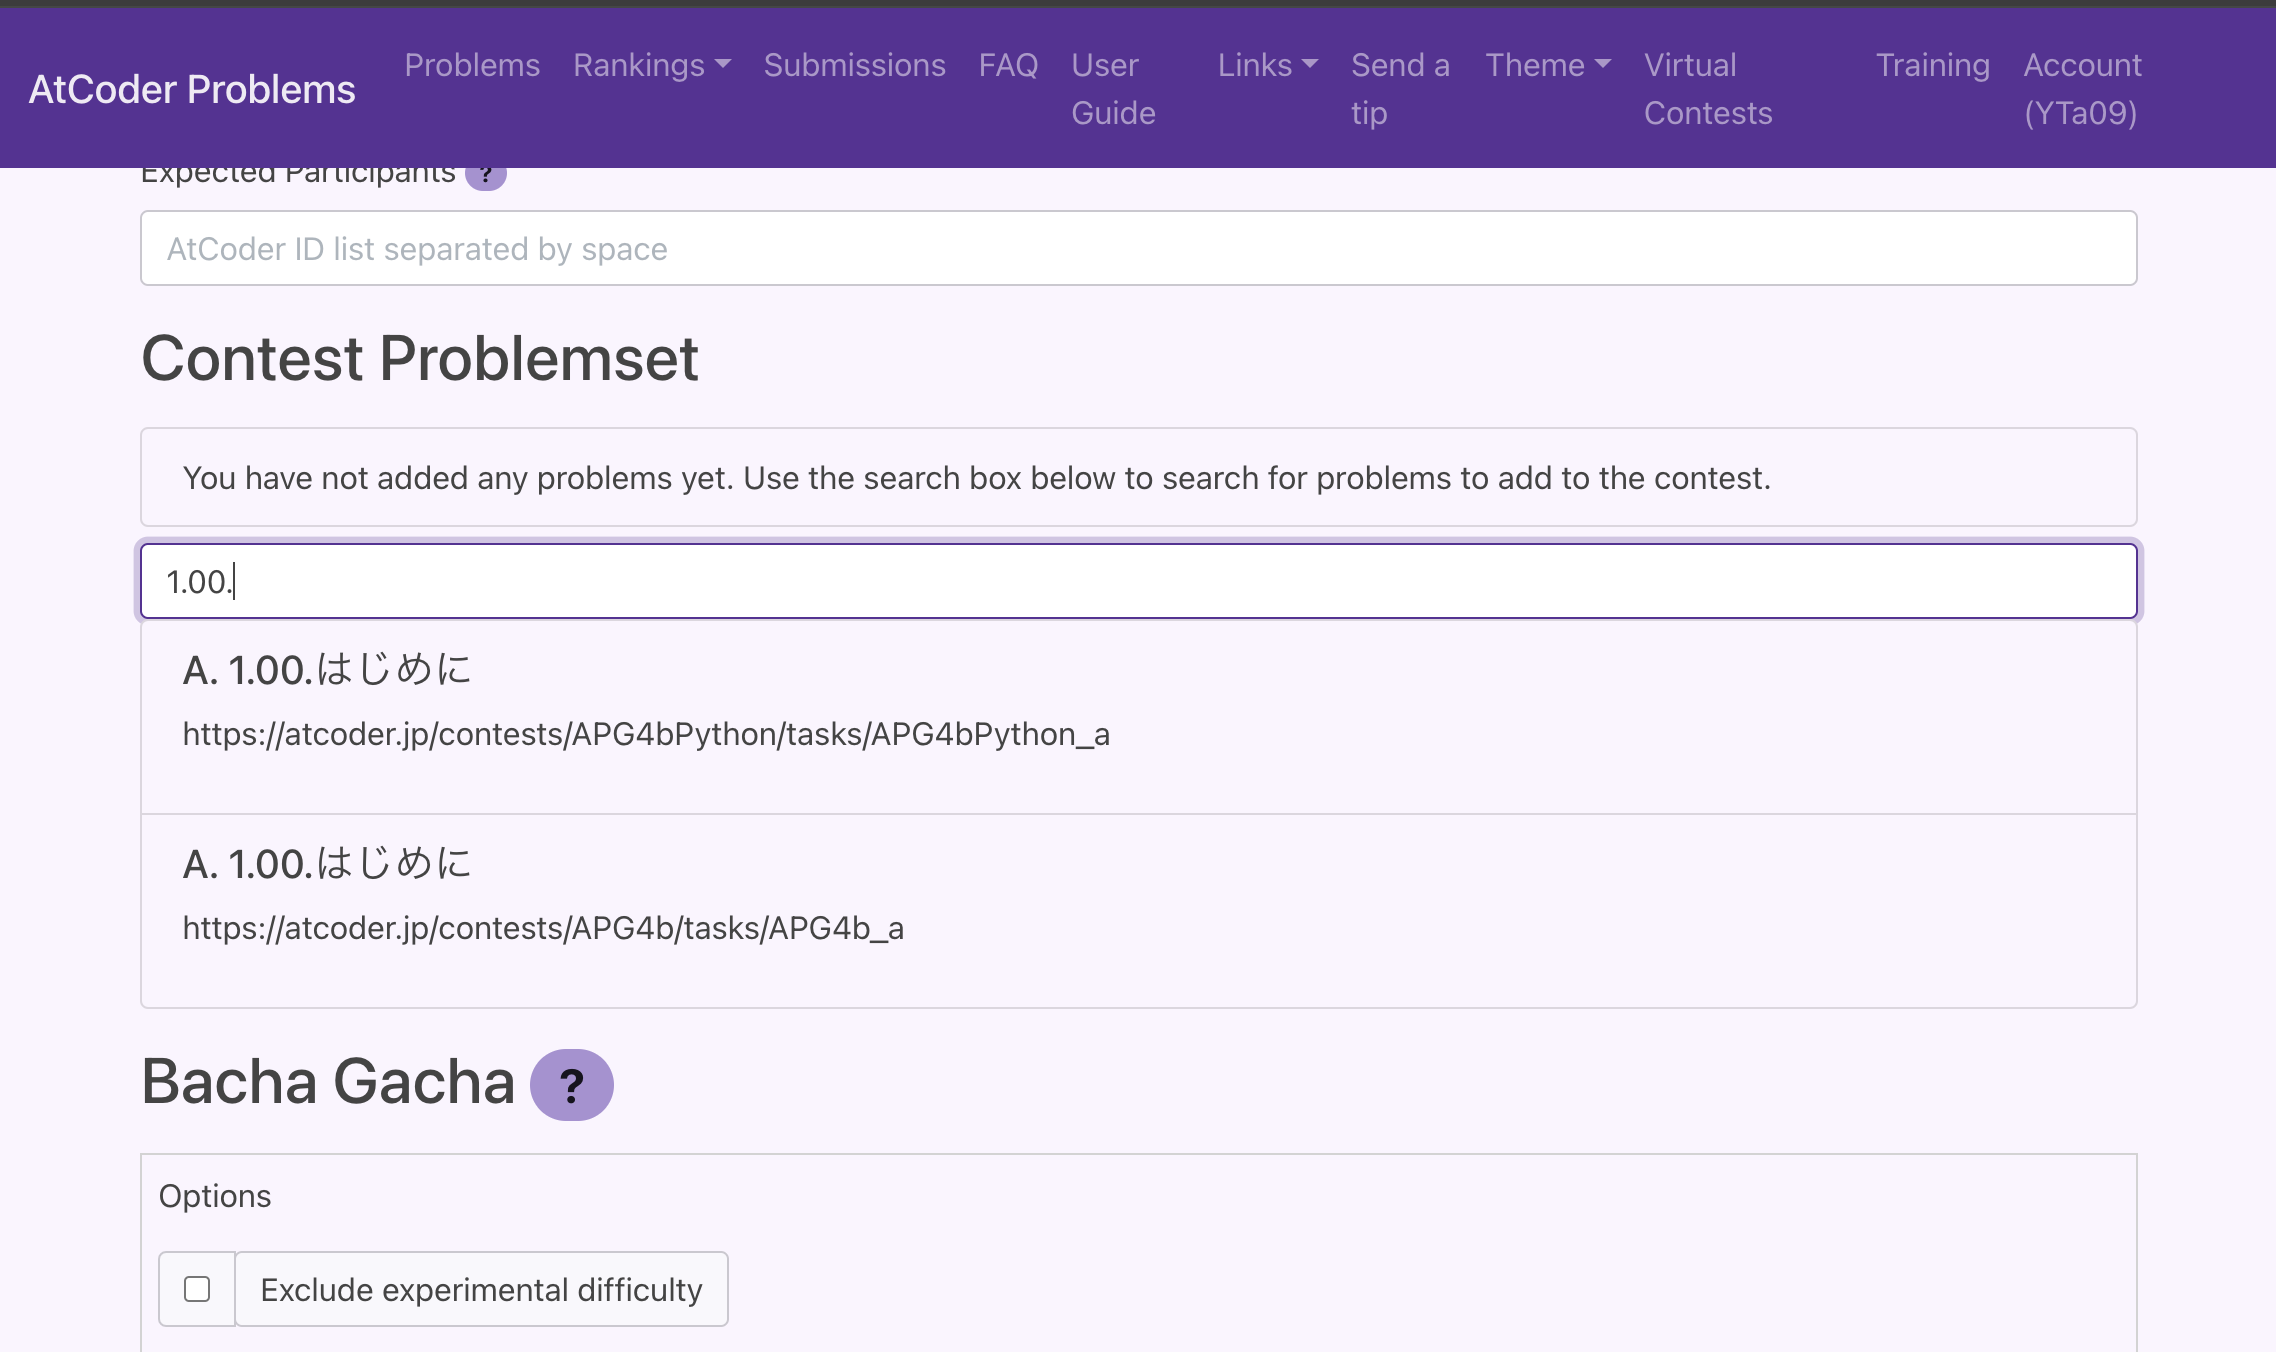 AtCoder Problems
Problems
Rankings
Submissions
FAQ
User
Guide
Links
Send a
tip
Theme
Virtual
Contests
Training
Account
(YTa09)
Expected Participants ?
AtCoder ID list separated by space
Contest Problemset
You have not added any problems yet. Use the search box below to search for problems to add to the contest.
1.00.
A. 1.00.はじめに
https://atcoder.jp/contests/APG4bPython/tasks/APG4bPython_a
A. 1.00.はじめに
https://atcoder.jp/contests/APG4b/tasks/APG4b_a
Bacha Gacha ?
Options
Exclude experimental difficulty